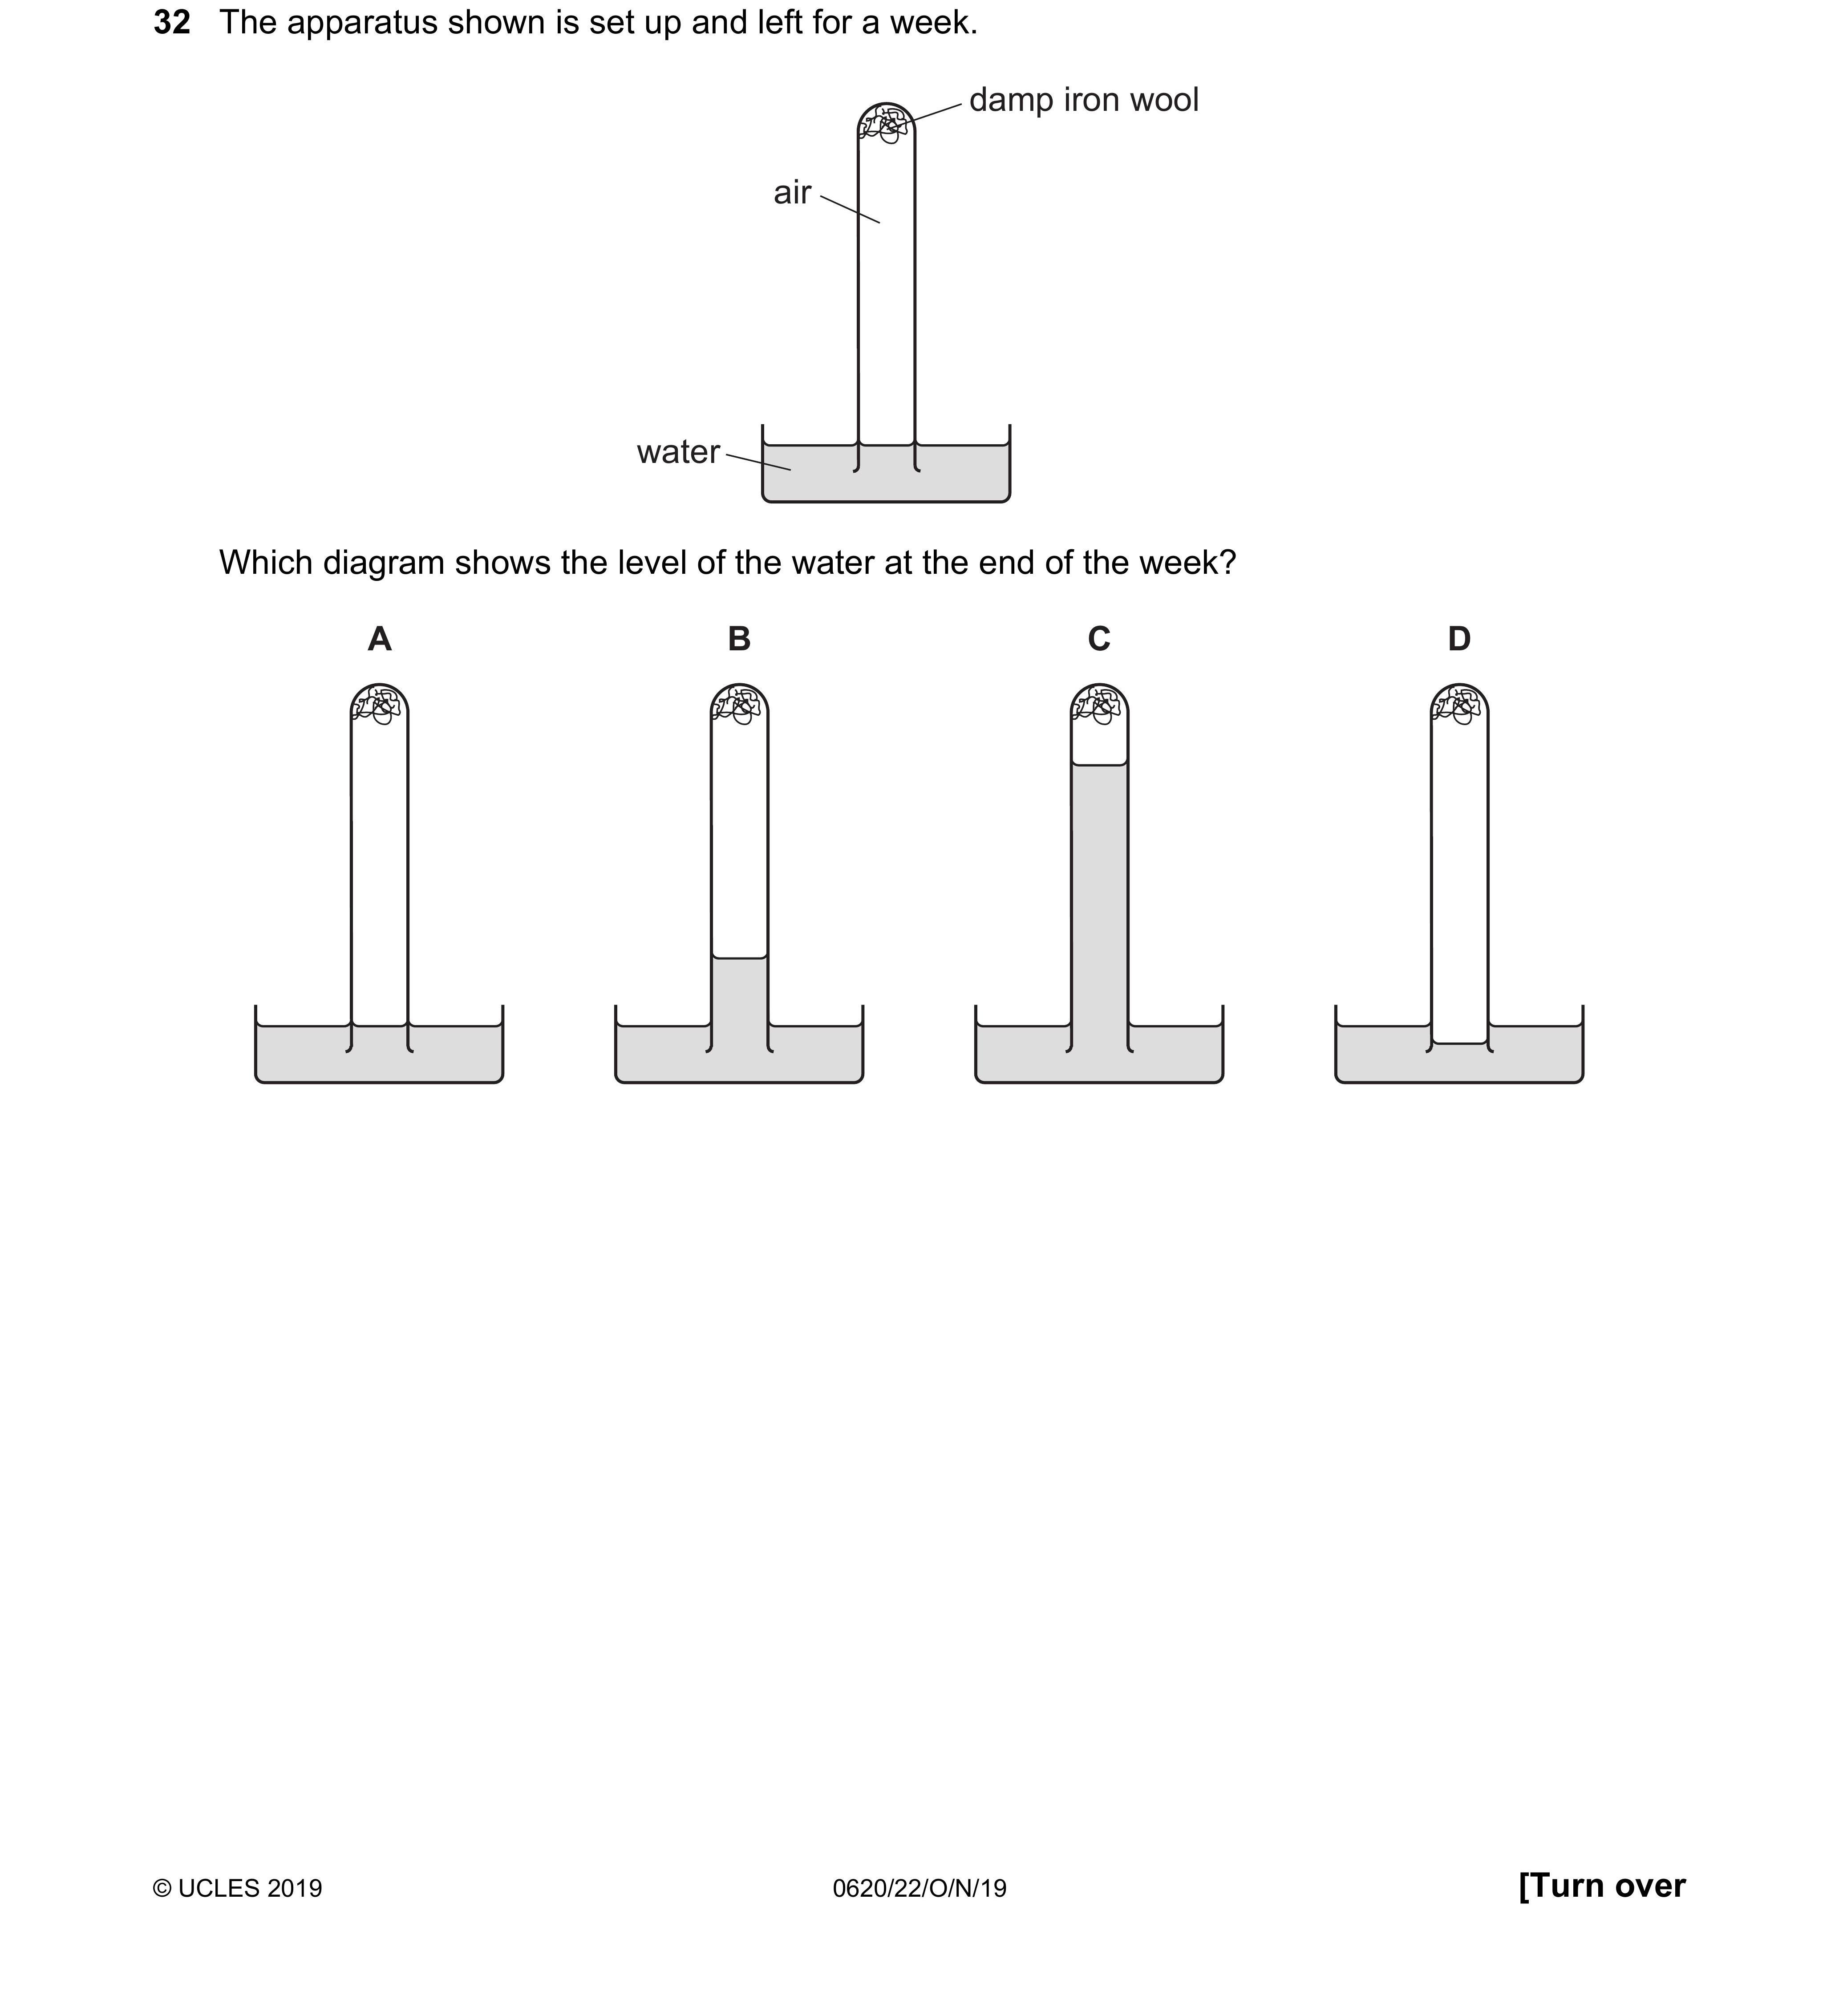 32 The apparatus shown is set up and left for a week.
damp iron wool
air
water
Which diagram shows the level of the water at the end of the week?
A B C D
© UCLES 2019 0620/22/O/N/19 [Turn over